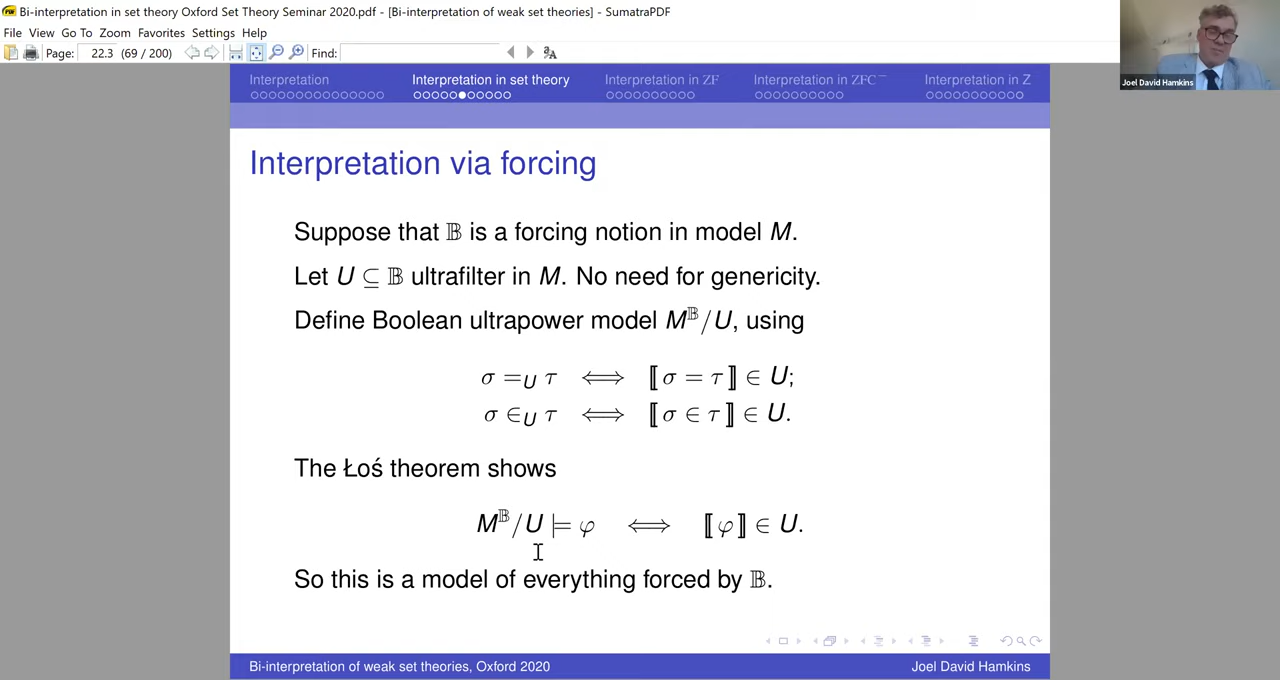 Bi-interpretation in set theory Oxford Set Theory Seminar 2020.pdf - [Bi-interpretation of weak set theories] - SumatraPDF
File View Go To Zoom Favorites Settings Help
Page: 22.3 (69 / 200) Find:
Joel David Hamkins
Interpretation Interpretation in set theory Interpretation in ZF Interpretation in ZFC⁻ Interpretation in Z
Interpretation via forcing
Suppose that 𝔹 is a forcing notion in model M.
Let U ⊆ 𝔹 ultrafilter in M. No need for genericity.
Define Boolean ultrapower model M^𝔹/U, using
σ =_U τ ⟺ ⟦σ = τ⟧ ∈ U;
σ ∈_U τ ⟺ ⟦σ ∈ τ⟧ ∈ U.
The Łoś theorem shows
M^𝔹/U ⊨ φ ⟺ ⟦φ⟧ ∈ U.
So this is a model of everything forced by 𝔹.
Bi-interpretation of weak set theories, Oxford 2020 Joel David Hamkins